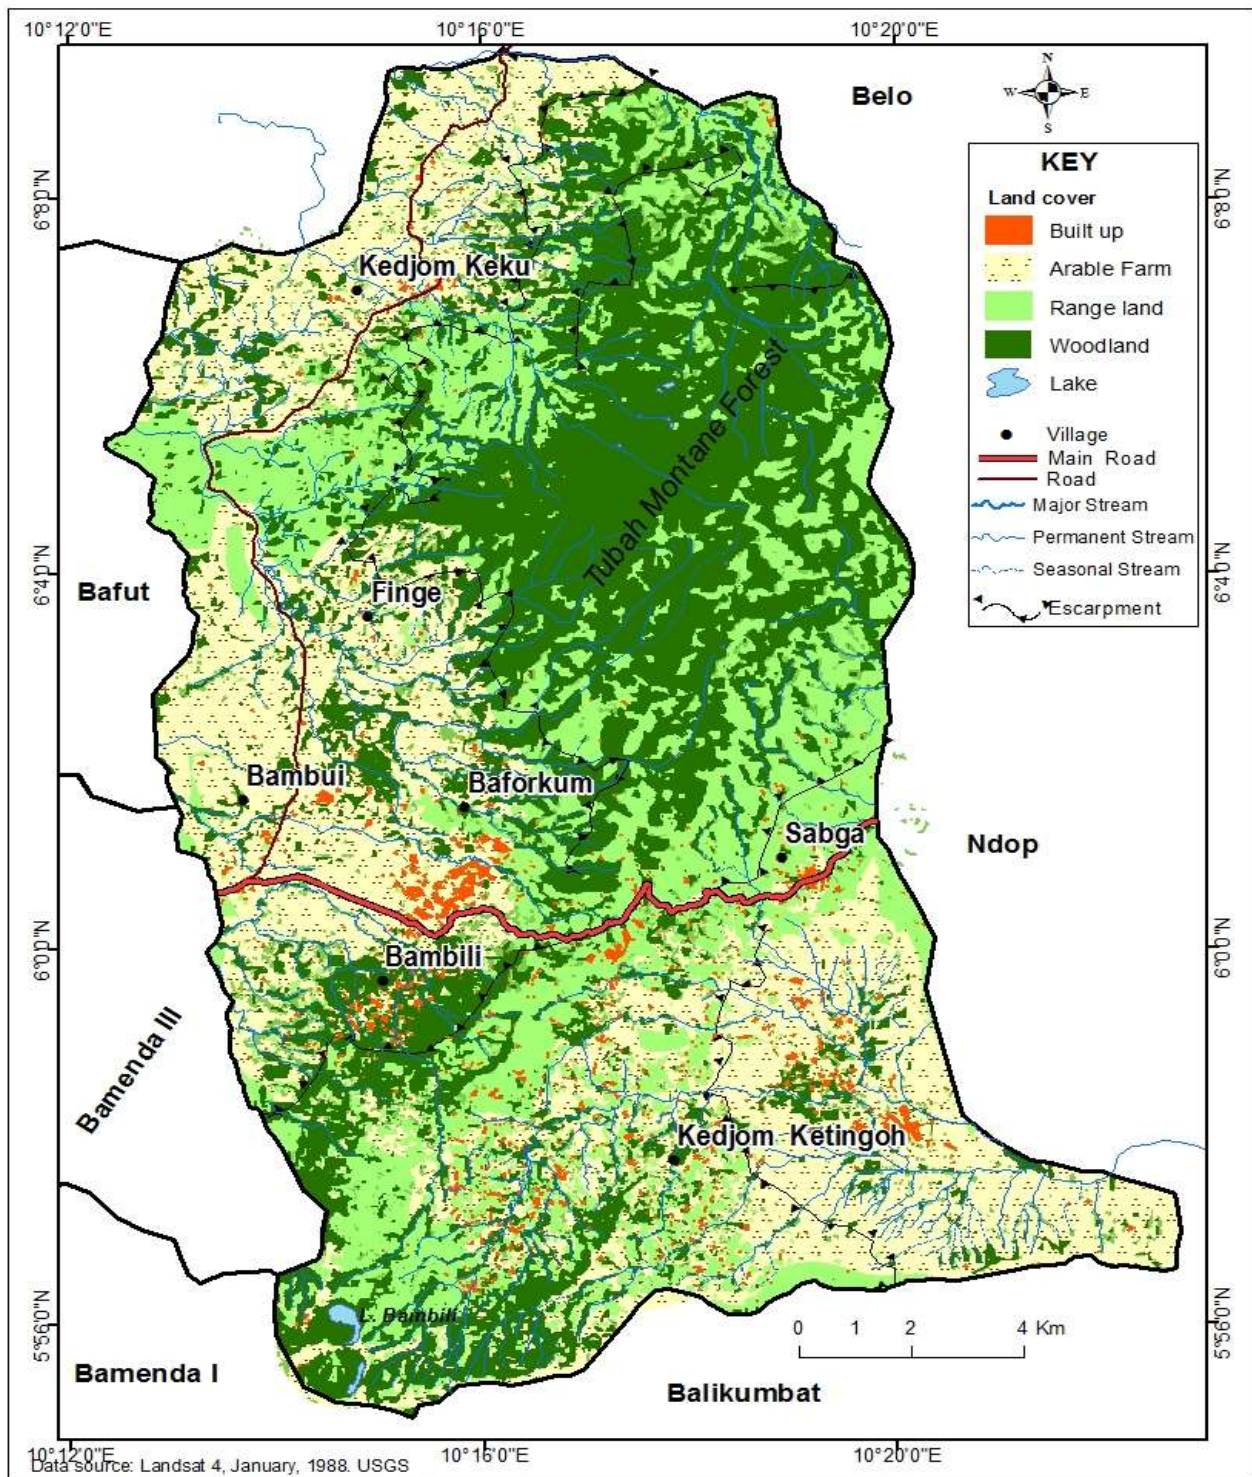 10°12'0"E 10°16'0"E 10°20'0"E
Belo
N
W E
S
KEY
Land cover
Built up
Arable Farm
Range land
Woodland
Lake
Village
Main Road
Road
Major Stream
Permanent Stream
Seasonal Stream
Escarpment
6°8'0"N
6°8'0"N
Kedjom Keku
Tubah Montane Forest
6°4'0"N
6°4'0"N
Bafut
Finge
Bambui
Baforkum
Sabga
Ndop
6°0'0"N
6°0'0"N
Bambili
Bamenda III
Kedjom Ketingoh
5°56'0"N
5°56'0"N
L. Bambili
0 1 2 4 Km
Bamenda I
Balikumbat
10°12'0"E 10°16'0"E 10°20'0"E
Data source: Landsat 4, January, 1988. USGS